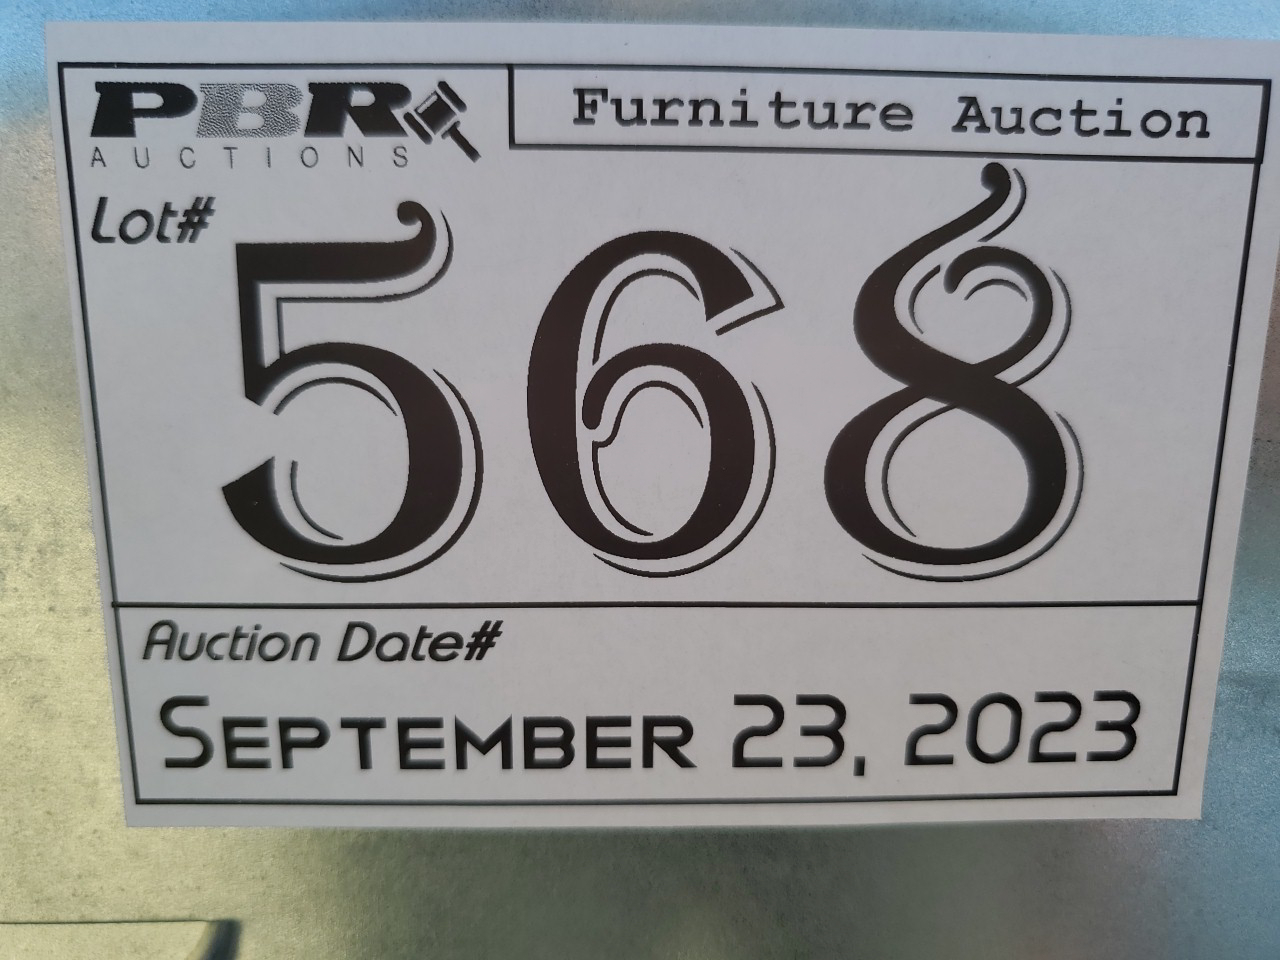 PBR
AUCTIONS
Furniture Auction
Lot#
568
Auction Date#
SEPTEMBER 23, 2023